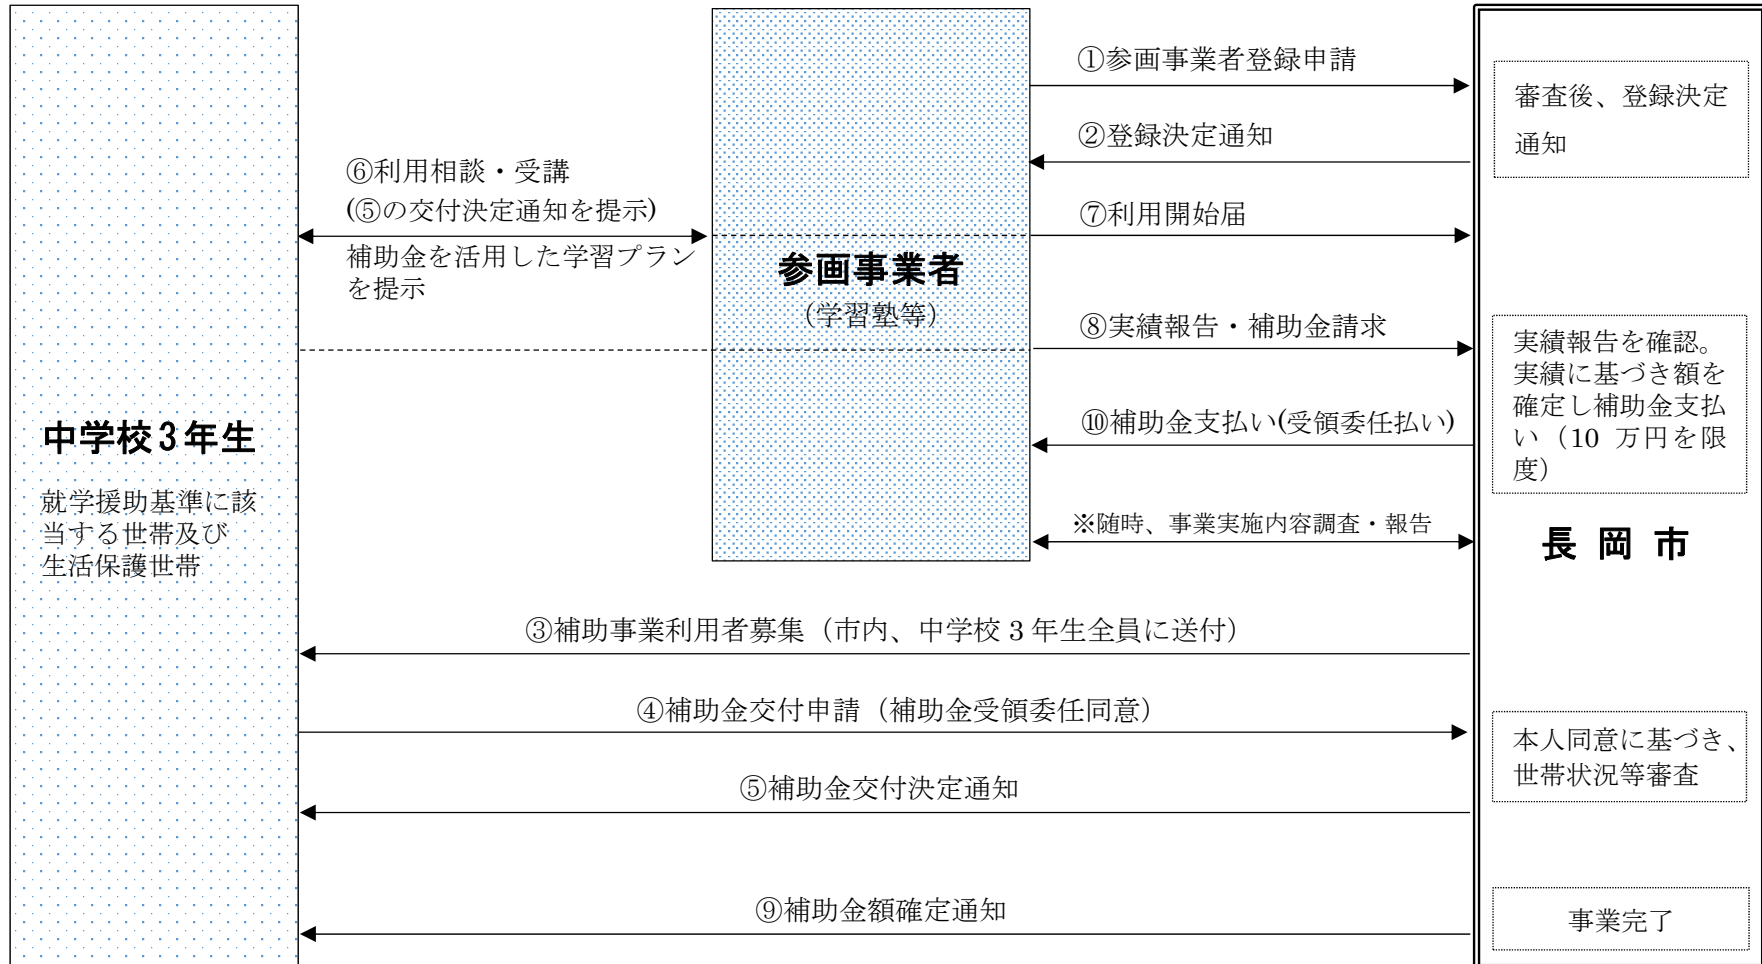 ①参画事業者登録申請
審査後、登録決定
通知
②登録決定通知
⑥利用相談・受講
(⑤の交付決定通知を提示)
補助金を活用した学習プラン
を提示
⑦利用開始届
参画事業者
(学習塾等)
⑧実績報告・補助金請求
実績報告を確認。
実績に基づき額を
確定し補助金支払
い（10 万円を限
度）
⑩補助金支払い(受領委任払い)
中学校3年生
就学援助基準に該
当する世帯及び
生活保護世帯
※随時、事業実施内容調査・報告
長 岡 市
③補助事業利用者募集（市内、中学校 3 年生全員に送付）
④補助金交付申請（補助金受領委任同意）
本人同意に基づき、
世帯状況等審査
⑤補助金交付決定通知
⑨補助金額確定通知
事業完了